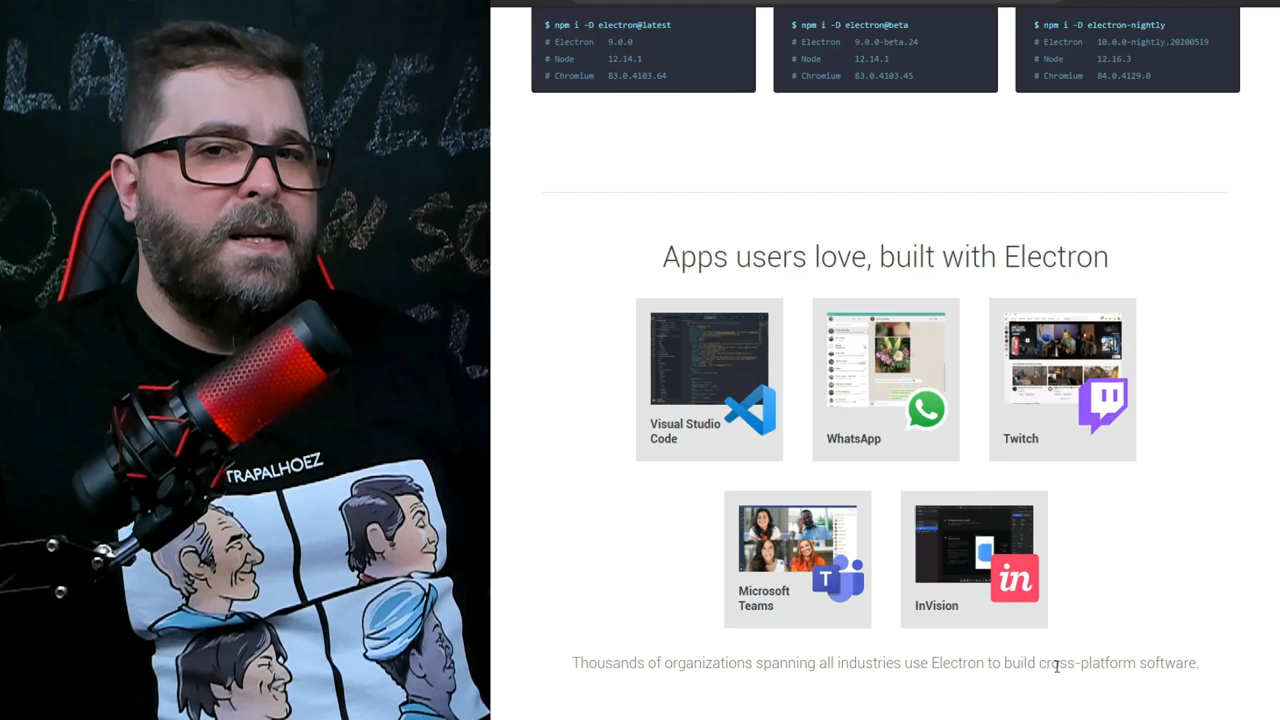 TRAPALHOEZ
$ npm i -D electron@latest
# Electron 9.0.0
# Node 12.14.1
# Chromium 83.0.4103.64
$ npm i -D electron@beta
# Electron 9.0.0-beta.24
# Node 12.14.1
# Chromium 83.0.4103.45
$ npm i -D electron-nightly
# Electron 10.0.0-nightly.20200519
# Node 12.16.3
# Chromium 84.0.4129.0
Apps users love, built with Electron
Visual Studio
Code
WhatsApp
Twitch
Microsoft
Teams
T
InVision
in
Thousands of organizations spanning all industries use Electron to build cross-platform software.